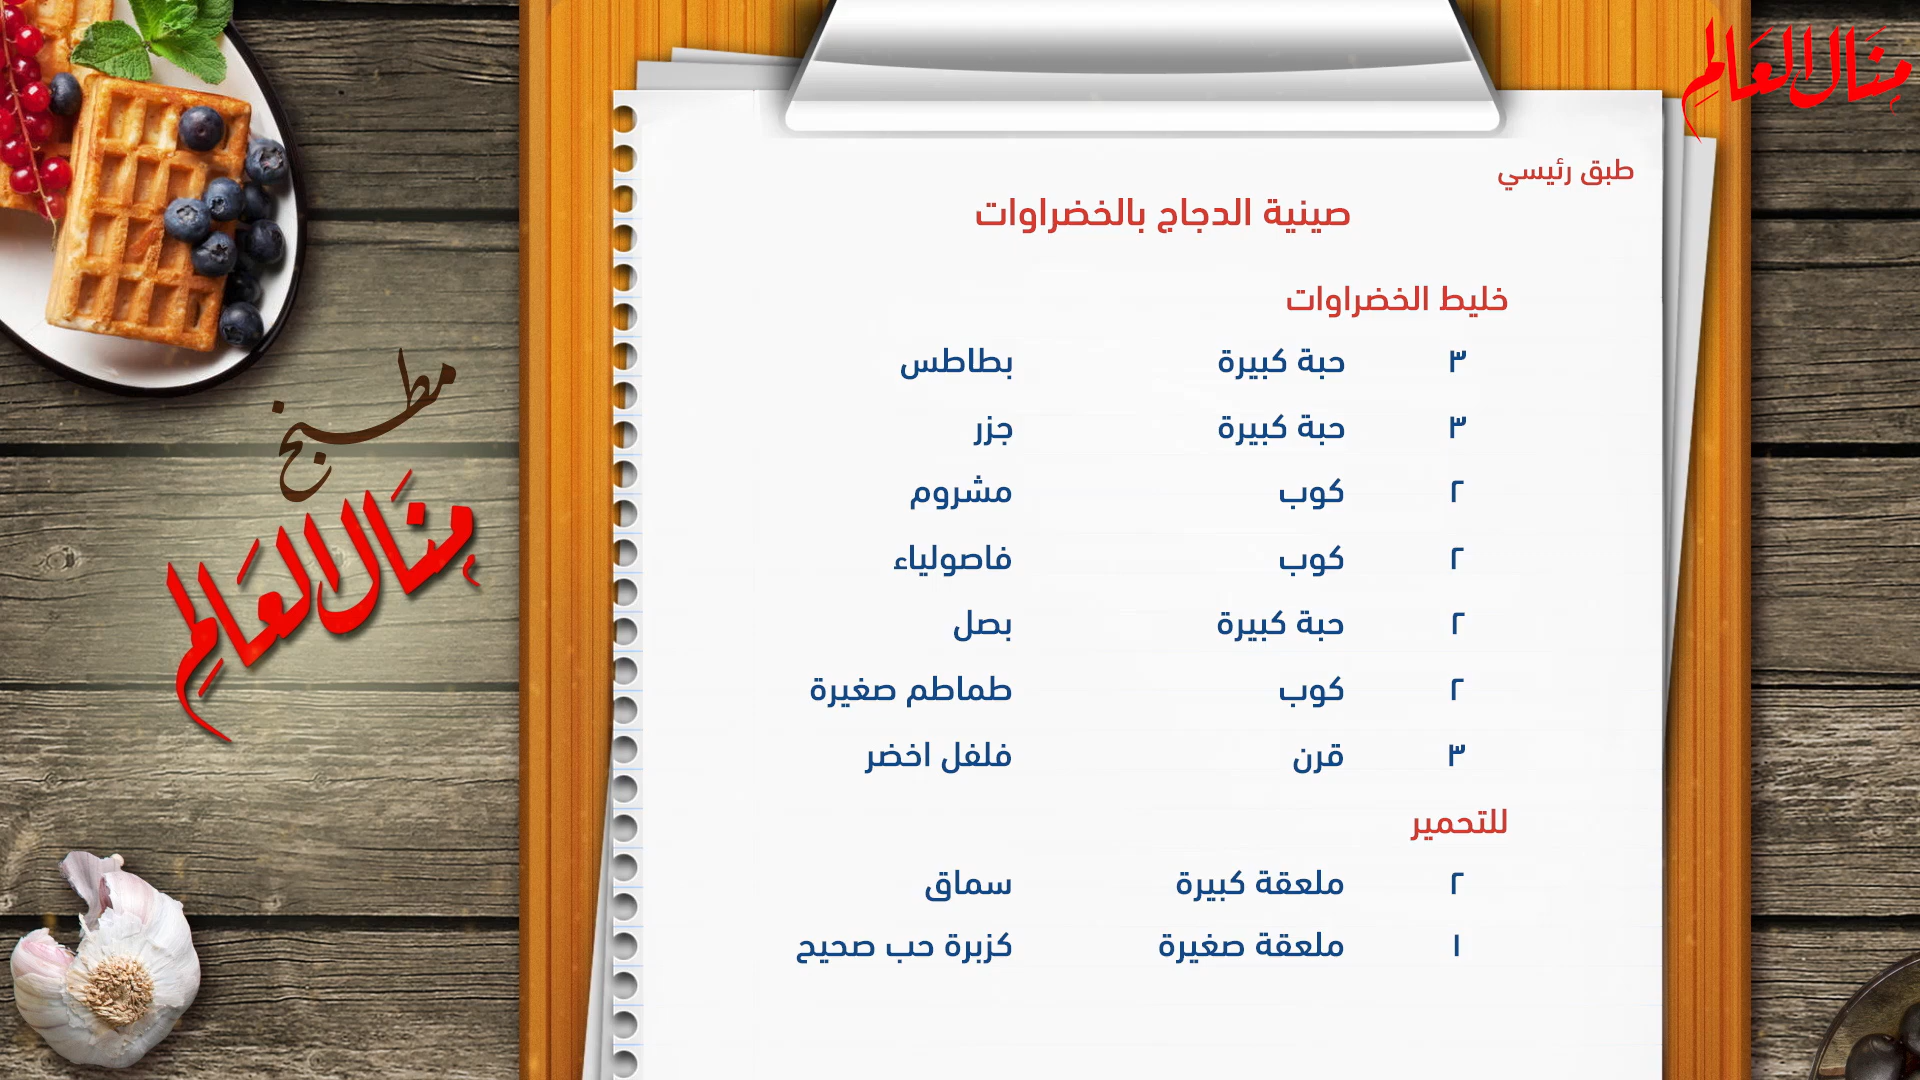 منال العالم
طبق رئيسي
صينية الدجاج بالخضراوات
خليط الخضراوات
٣ حبة كبيرة بطاطس
٣ حبة كبيرة جزر
٢ كوب مشروم
٢ كوب فاصولياء
٢ حبة كبيرة بصل
٢ كوب طماطم صغيرة
٣ قرن فلفل اخضر
للتحمير
٢ ملعقة كبيرة سماق
١ ملعقة صغيرة كزبرة حب صحيح
مطبخ
منال العالم